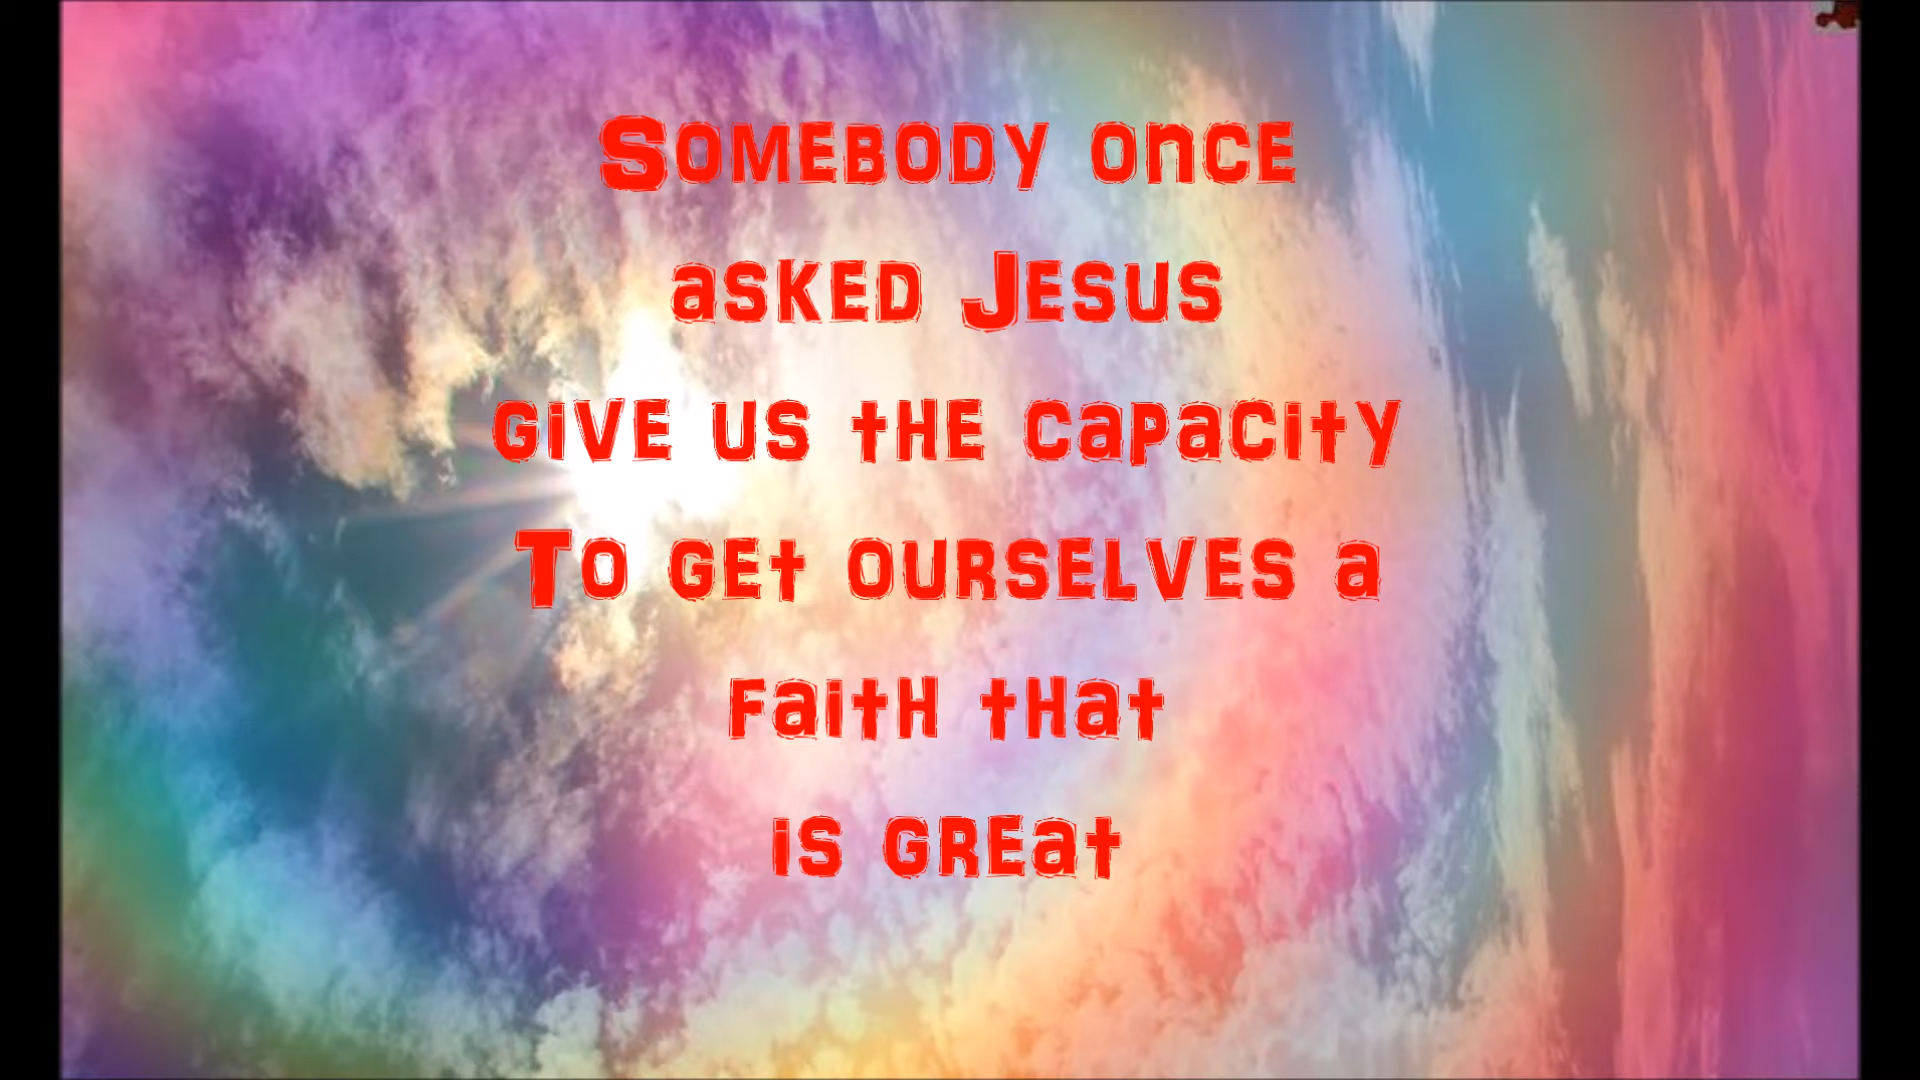 Somebody once
asked Jesus
give us the capacity
To get ourselves a
faith that
is great